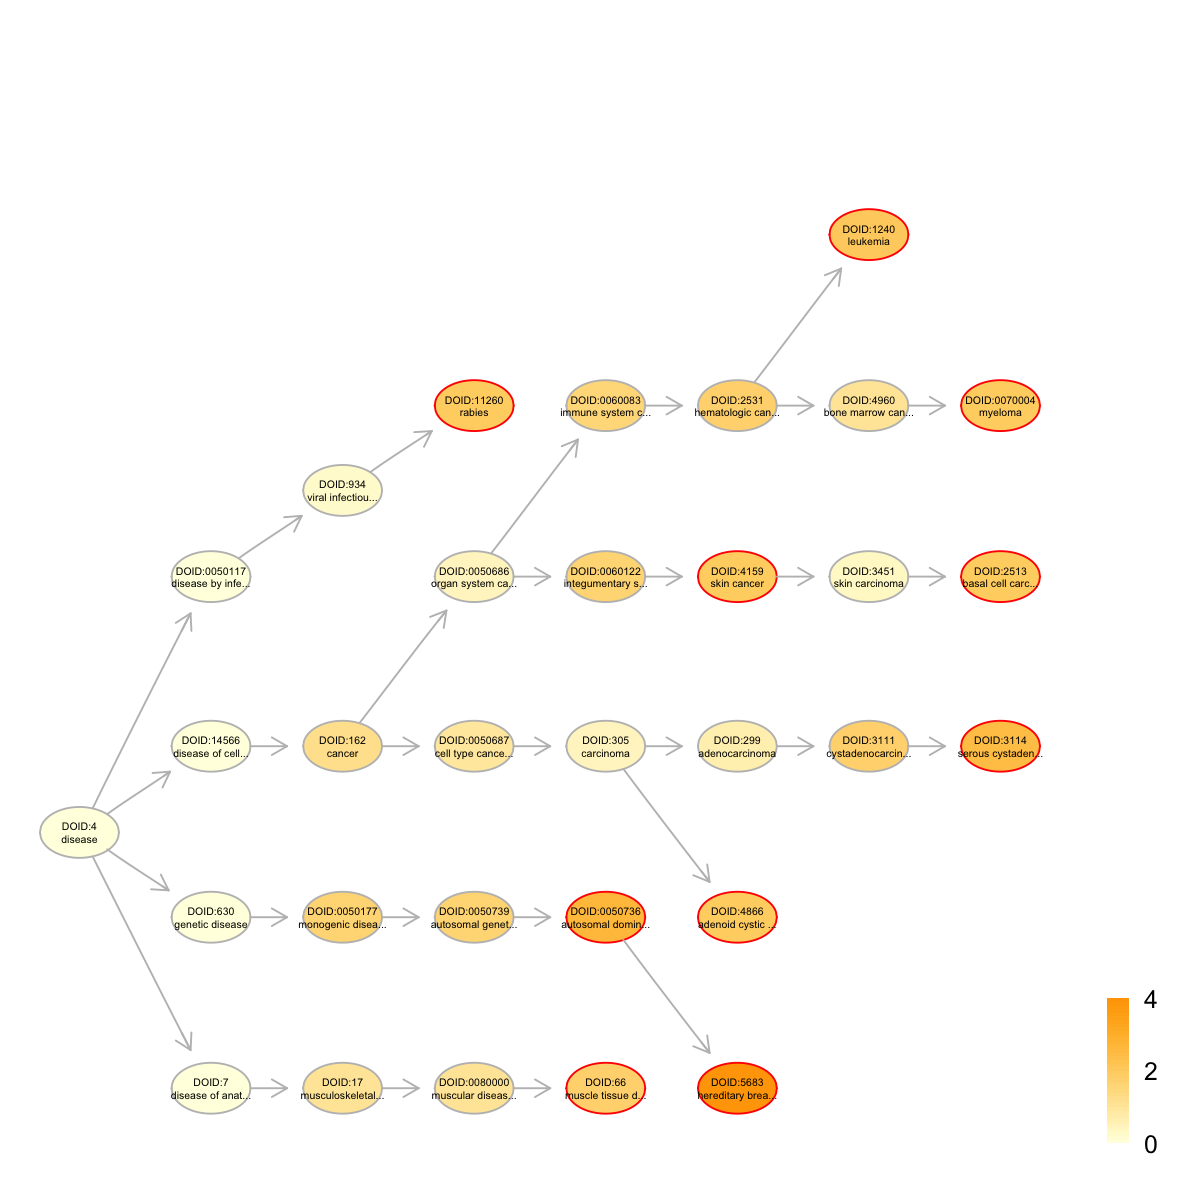 DOID:1240
leukemia
DOID:11260
rabies
DOID:0060083
immune system c...
DOID:2531
hematologic can...
DOID:4960
bone marrow can...
DOID:0070004
myeloma
DOID:934
viral infectiou...
DOID:0050117
disease by infe...
DOID:0050686
organ system ca...
DOID:0060122
integumentary s...
DOID:4159
skin cancer
DOID:3451
skin carcinoma
DOID:2513
basal cell carc...
DOID:14566
disease of cell...
DOID:162
cancer
DOID:0050687
cell type cance...
DOID:305
carcinoma
DOID:299
adenocarcinoma
DOID:3111
cystadenocarcin...
DOID:3114
serous cystaden...
DOID:4
disease
DOID:630
genetic disease
DOID:0050177
monogenic disea...
DOID:0050739
autosomal genet...
DOID:0050736
autosomal domin...
DOID:4866
adenoid cystic ...
DOID:7
disease of anat...
DOID:17
musculoskeletal...
DOID:0080000
muscular diseas...
DOID:66
muscle tissue d...
DOID:5683
hereditary brea...
4
2
0